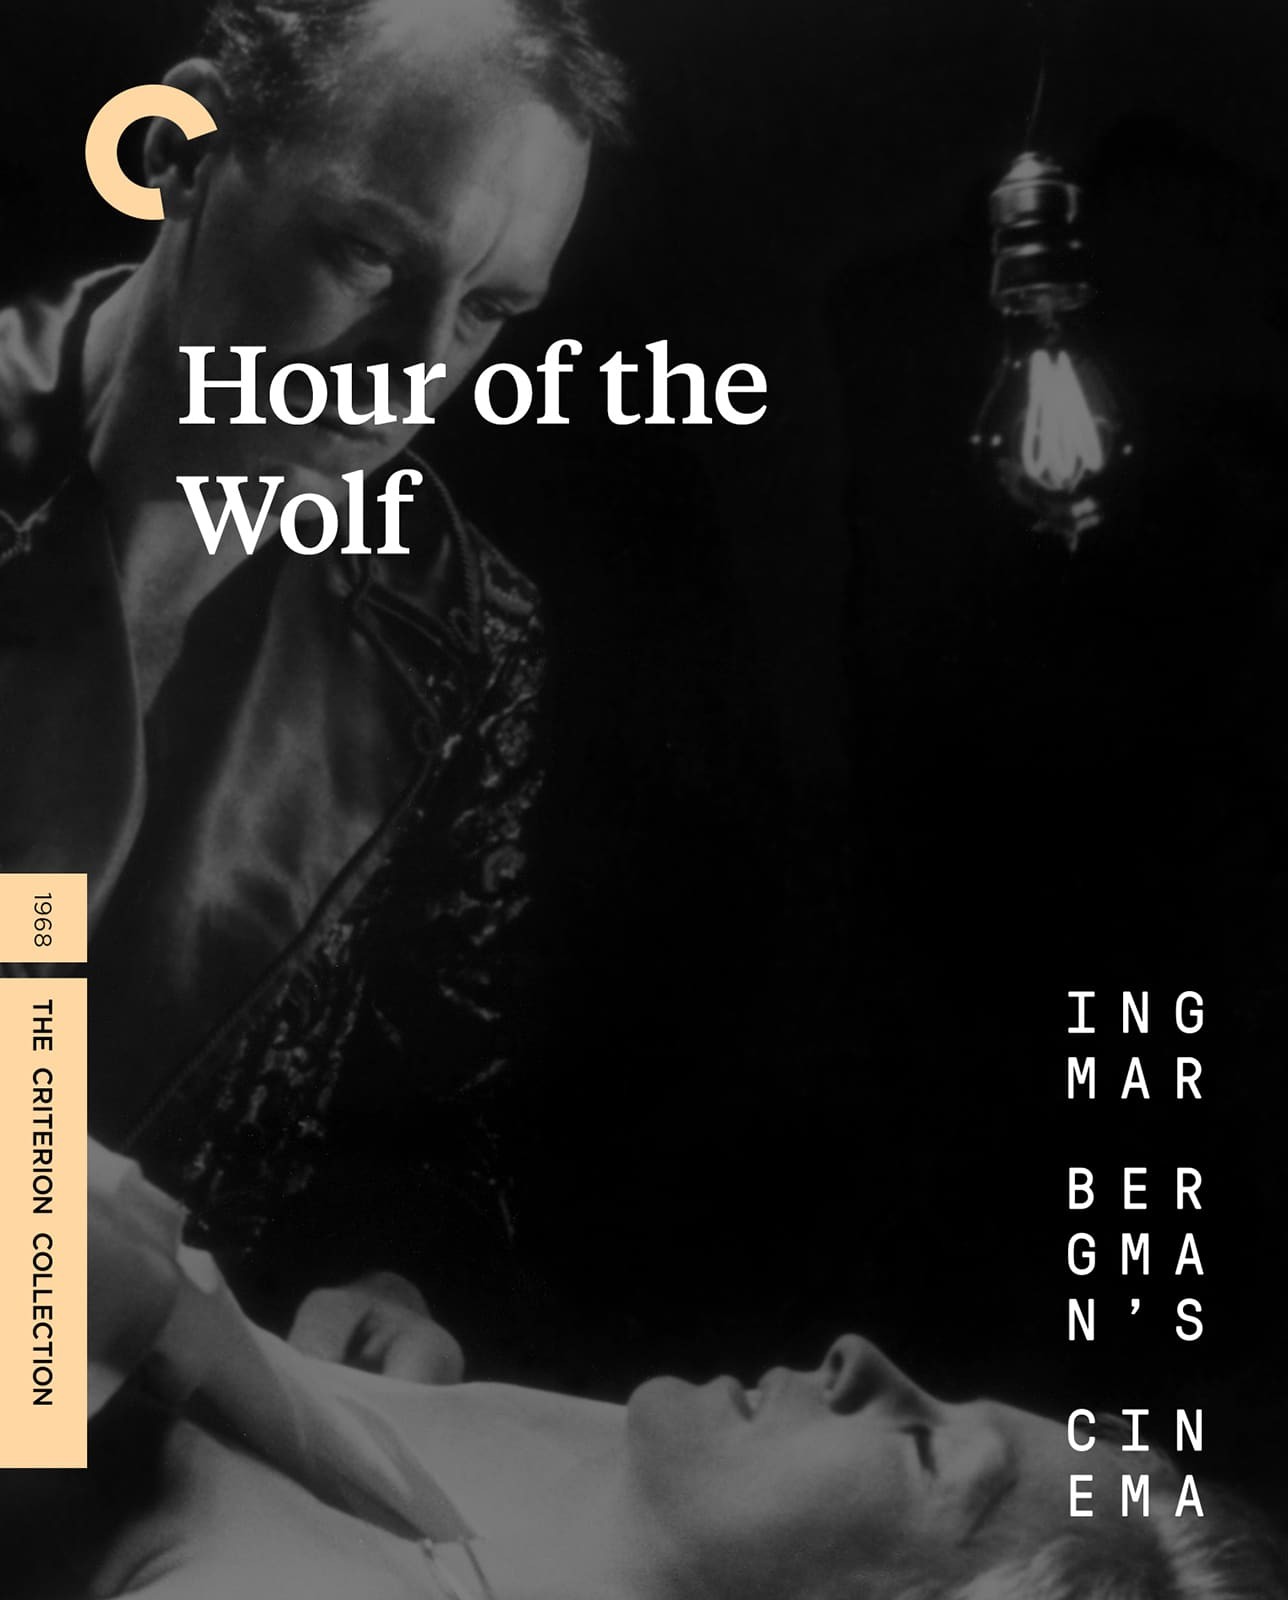 Hour of the
Wolf
1968
THE CRITERION COLLECTION
ING
MAR
BER
GMA
N’S
CIN
EMA